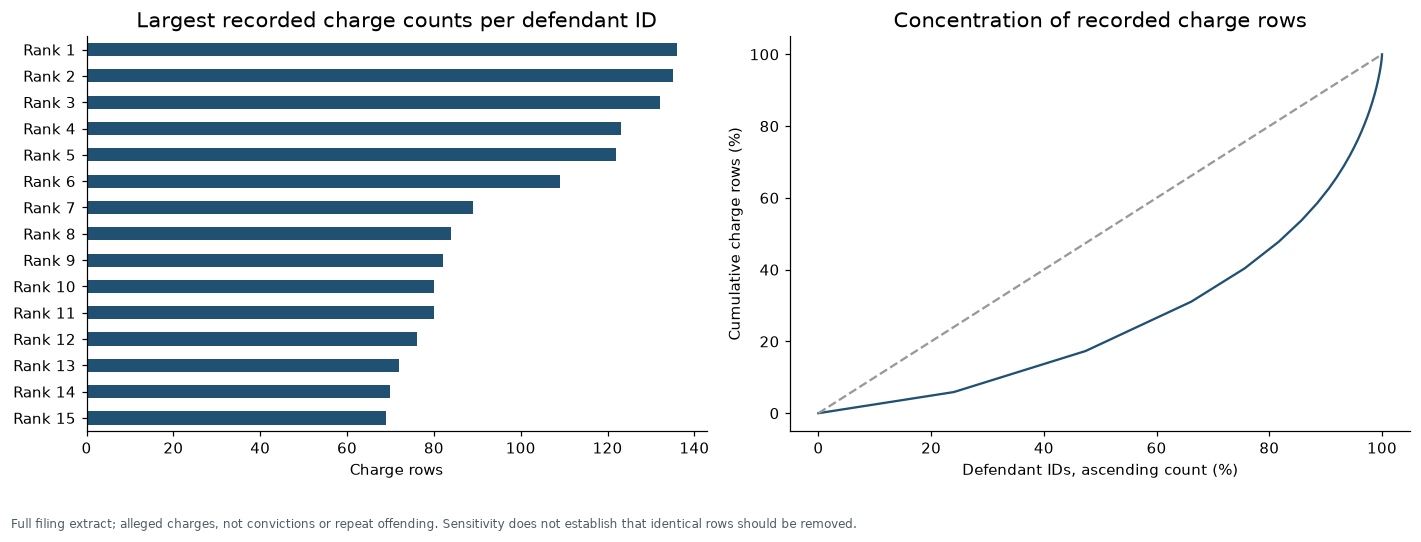 Largest recorded charge counts per defendant ID
Rank 1
Rank 2
Rank 3
Rank 4
Rank 5
Rank 6
Rank 7
Rank 8
Rank 9
Rank 10
Rank 11
Rank 12
Rank 13
Rank 14
Rank 15
0 20 40 60 80 100 120 140
Charge rows
Concentration of recorded charge rows
Cumulative charge rows (%)
100
80
60
40
20
0
0 20 40 60 80 100
Defendant IDs, ascending count (%)
Full filing extract; alleged charges, not convictions or repeat offending. Sensitivity does not establish that identical rows should be removed.